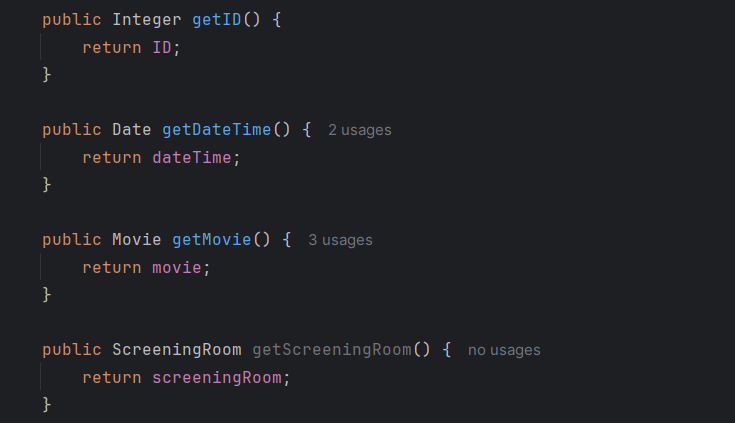 public Integer getID() {
return ID;
}
public Date getDateTime() { 2 usages
return dateTime;
}
public Movie getMovie() { 3 usages
return movie;
}
public ScreeningRoom getScreeningRoom() { no usages
return screeningRoom;
}